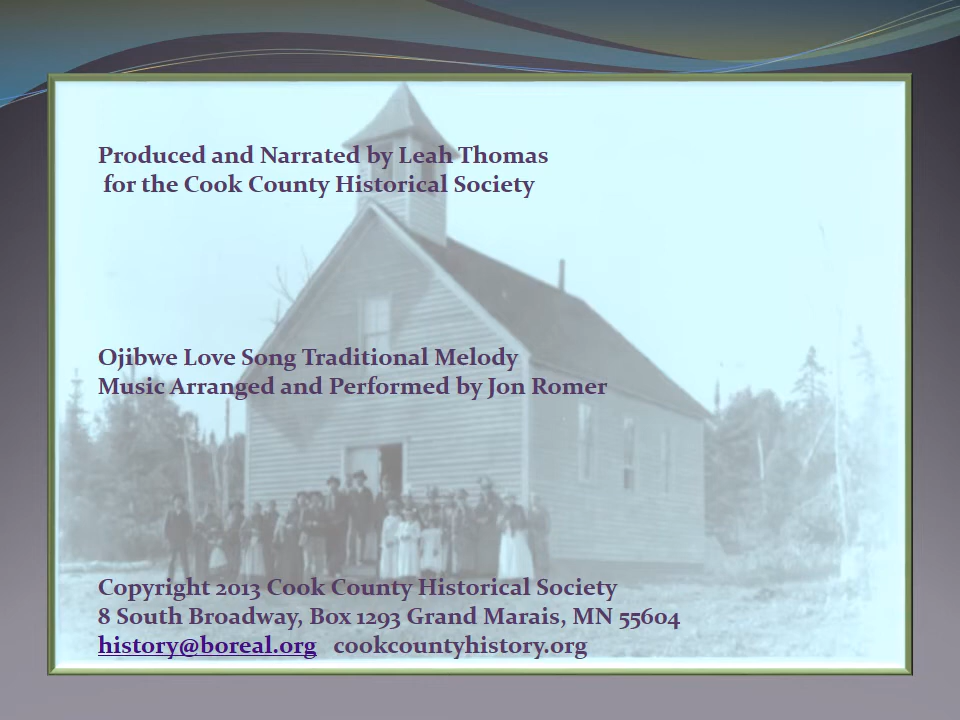 Produced and Narrated by Leah Thomas
for the Cook County Historical Society
Ojibwe Love Song Traditional Melody
Music Arranged and Performed by Jon Romer
Copyright 2013 Cook County Historical Society
8 South Broadway, Box 1293 Grand Marais, MN 55604
history@boreal.org cookcountyhistory.org